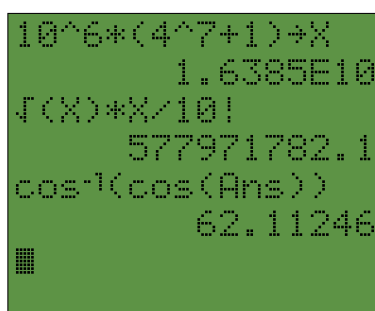 10^6*(4^7+1)→X
1.6385E10
√(X)*X/10!
577971782.1
cos⁻¹(cos(Ans))
62.11246